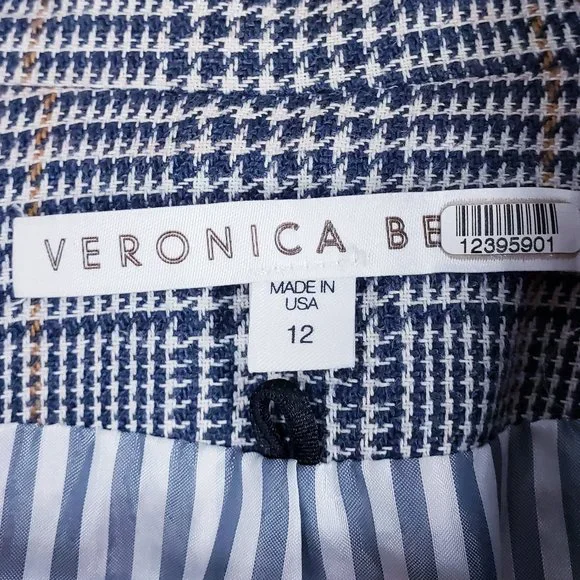 VERONICA BE
12395901
MADE IN
USA
12